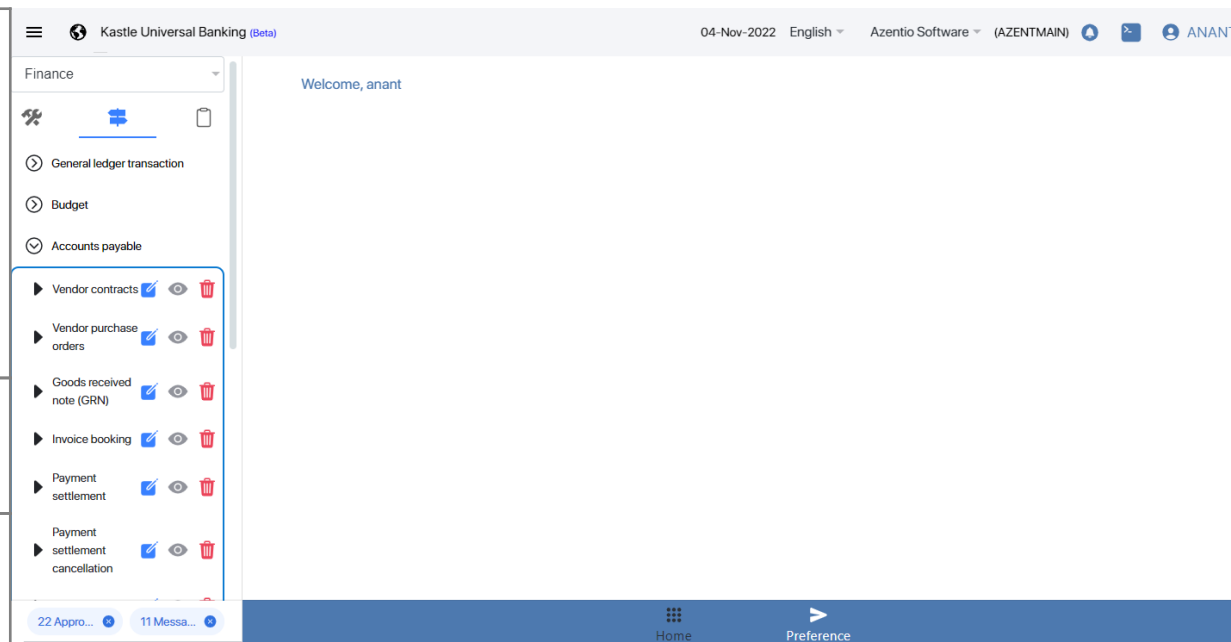 Kastle Universal Banking (Beta)
04-Nov-2022 English Azentio Software (AZENTMAIN) ANANT
Finance
Welcome, anant
General ledger transaction
Budget
Accounts payable
Vendor contracts
Vendor purchase
orders
Goods received
note (GRN)
Invoice booking
Payment
settlement
Payment
settlement
cancellation
22 Appro... 11 Messa...
Home Preference